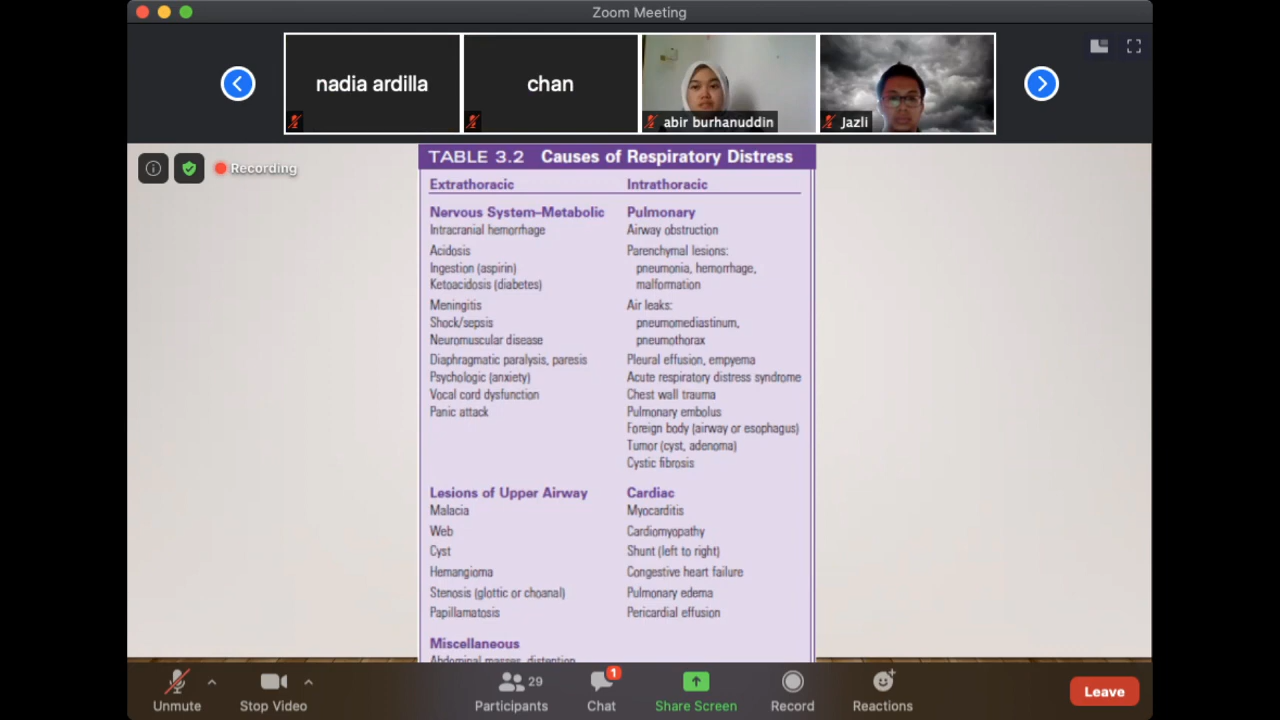 Zoom Meeting
nadia ardilla
chan
abir burhanuddin
Jazli
Recording
TABLE 3.2 Causes of Respiratory Distress
Extrathoracic
Nervous System–Metabolic
Intracranial hemorrhage
Acidosis
Ingestion (aspirin)
Ketoacidosis (diabetes)
Meningitis
Shock/sepsis
Neuromuscular disease
Diaphragmatic paralysis, paresis
Psychologic (anxiety)
Vocal cord dysfunction
Panic attack
Lesions of Upper Airway
Malacia
Web
Cyst
Hemangioma
Stenosis (glottic or choanal)
Papillamatosis
Miscellaneous
Abdominal masses, distention
Intrathoracic
Pulmonary
Airway obstruction
Parenchymal lesions:
pneumonia, hemorrhage,
malformation
Air leaks:
pneumomediastinum,
pneumothorax
Pleural effusion, empyema
Acute respiratory distress syndrome
Chest wall trauma
Pulmonary embolus
Foreign body (airway or esophagus)
Tumor (cyst, adenoma)
Cystic fibrosis
Cardiac
Myocarditis
Cardiomyopathy
Shunt (left to right)
Congestive heart failure
Pulmonary edema
Pericardial effusion
Unmute
Stop Video
29
Participants
1
Chat
Share Screen
Record
Reactions
Leave